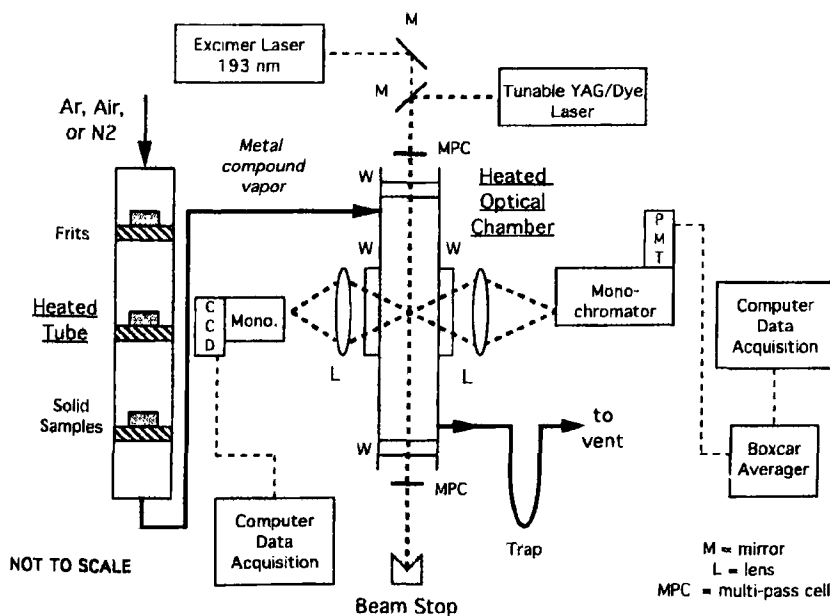 M
Excimer Laser
193 nm
M
Tunable YAG/Dye
Laser
Ar, Air,
or N2
Metal
compound
vapor
MPC
W
Heated
Optical
Chamber
Frits
W
W
P
M
T
Heated
Tube
C
C
D
Mono.
Mono-
chromator
Computer
Data
Acquisition
L
L
Solid
Samples
to
vent
W
Boxcar
Averager
MPC
Computer
Data
Acquisition
Trap
NOT TO SCALE
Beam Stop
M = mirror
L = lens
MPC = multi-pass cell